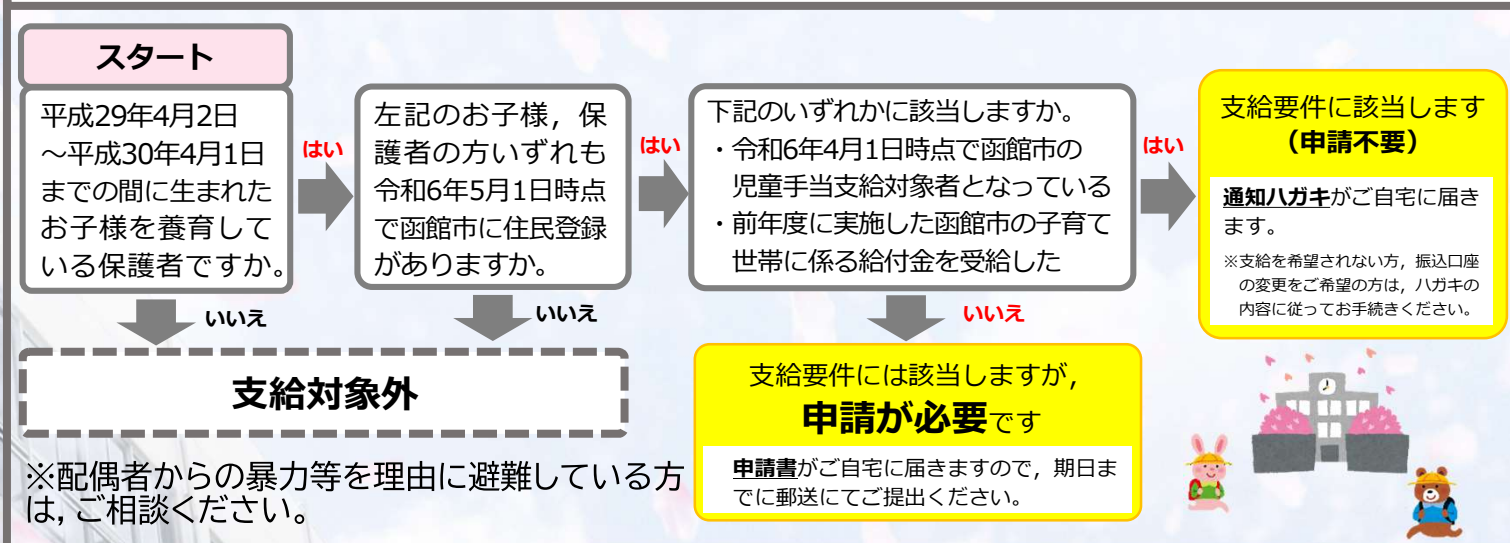 スタート
平成29年4月2日
～平成30年4月1日
までの間に生まれた
お子様を養育して
いる保護者ですか。
はい
いいえ
左記のお子様，保
護者の方いずれも
令和6年5月1日時点
で函館市に住民登録
がありますか。
はい
いいえ
下記のいずれかに該当しますか。
・令和6年4月1日時点で函館市の
児童手当支給対象者となっている
・前年度に実施した函館市の子育て
世帯に係る給付金を受給した
はい
いいえ
支給要件に該当します
（申請不要）
通知ハガキがご自宅に届き
ます。
※支給を希望されない方，振込口座
の変更をご希望の方は，ハガキの
内容に従ってお手続きください。
支給対象外
支給要件には該当しますが，
申請が必要です
申請書がご自宅に届きますので，期日ま
でに郵送にてご提出ください。
※配偶者からの暴力等を理由に避難している方
は，ご相談ください。